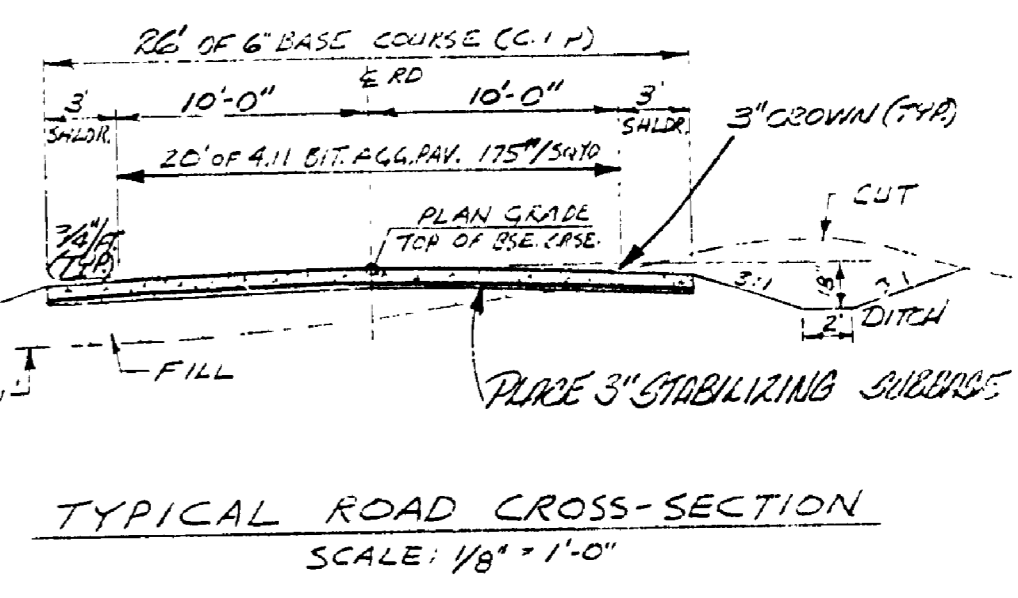 26' OF 6" BASE COURSE (C.I.P)
℄ RD
3' 10'-0" 10'-0" 3'
SHLDR. SHLDR.
3" CROWN (TYP.)
20' OF 4.11 BIT. AGG. PAV. 175#/SQYD
CUT
PLAN GRADE
TOP OF BSE. CRSE.
3/4"/FT.
(TYP.)
3:1 18"
2' DITCH
FILL
PLACE 3" STABILIZING SUBBASE
TYPICAL ROAD CROSS-SECTION
SCALE: 1/8" = 1'-0"